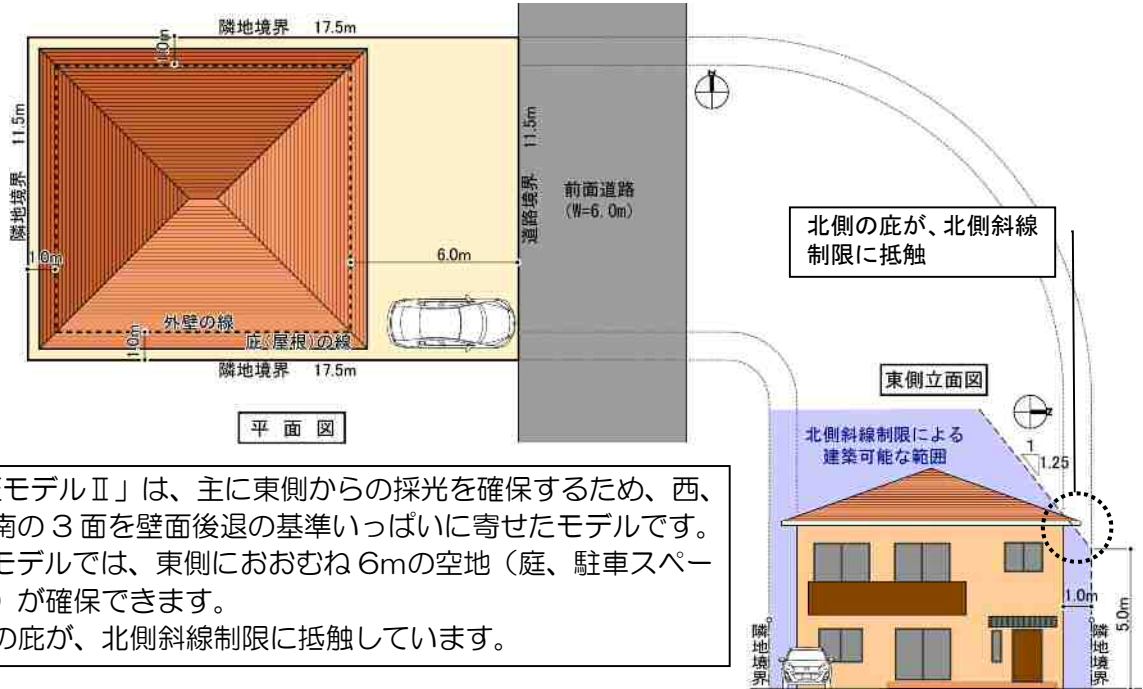 隣地境界 17.5m
1.0m
11.5m
隣地境界
1.0m
外壁の線
1.0m
庇(屋根)の線
隣地境界 17.5m
6.0m
11.5m
道路境界
前面道路
(W=6.0m)
平面図
北側の庇が、北側斜線
制限に抵触
東側立面図
N
北側斜線制限による
建築可能な範囲
1
1.25
1.0m
5.0m
隣地境界
隣地境界
モデルⅡ」は、主に東側からの採光を確保するため、西、
南の3面を壁面後退の基準いっぱいに寄せたモデルです。
モデルでは、東側におおむね6mの空地（庭、駐車スペー
）が確保できます。
の庇が、北側斜線制限に抵触しています。